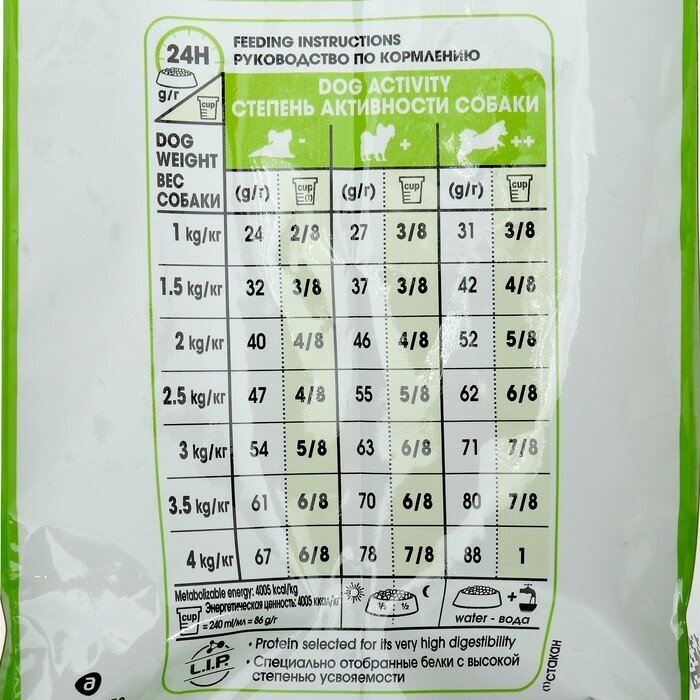 24H
FEEDING INSTRUCTIONS
РУКОВОДСТВО ПО КОРМЛЕНИЮ
g/г
cup
DOG ACTIVITY
СТЕПЕНЬ АКТИВНОСТИ СОБАКИ
- + ++
DOG
WEIGHT
ВЕС
СОБАКИ
(g/г) cup (1) (g/г) cup (g/г) cup
1 kg/кг 24 2/8 27 3/8 31 3/8
1.5 kg/кг 32 3/8 37 3/8 42 4/8
2 kg/кг 40 4/8 46 4/8 52 5/8
2.5 kg/кг 47 4/8 55 5/8 62 6/8
3 kg/кг 54 5/8 63 6/8 71 7/8
3.5 kg/кг 61 6/8 70 6/8 80 7/8
4 kg/кг 67 6/8 78 7/8 88 1
Metabolizable energy: 4005 kcal/kg
Энергетическая ценность: 4005 ккал/кг
cup = 240 ml/мл = 86 g/г
½ ½ +
water - вода
L.I.P.
• Protein selected for its very high digestibility
• Специально отобранные белки с высокой
степенью усвояемости
(1) стакан
a